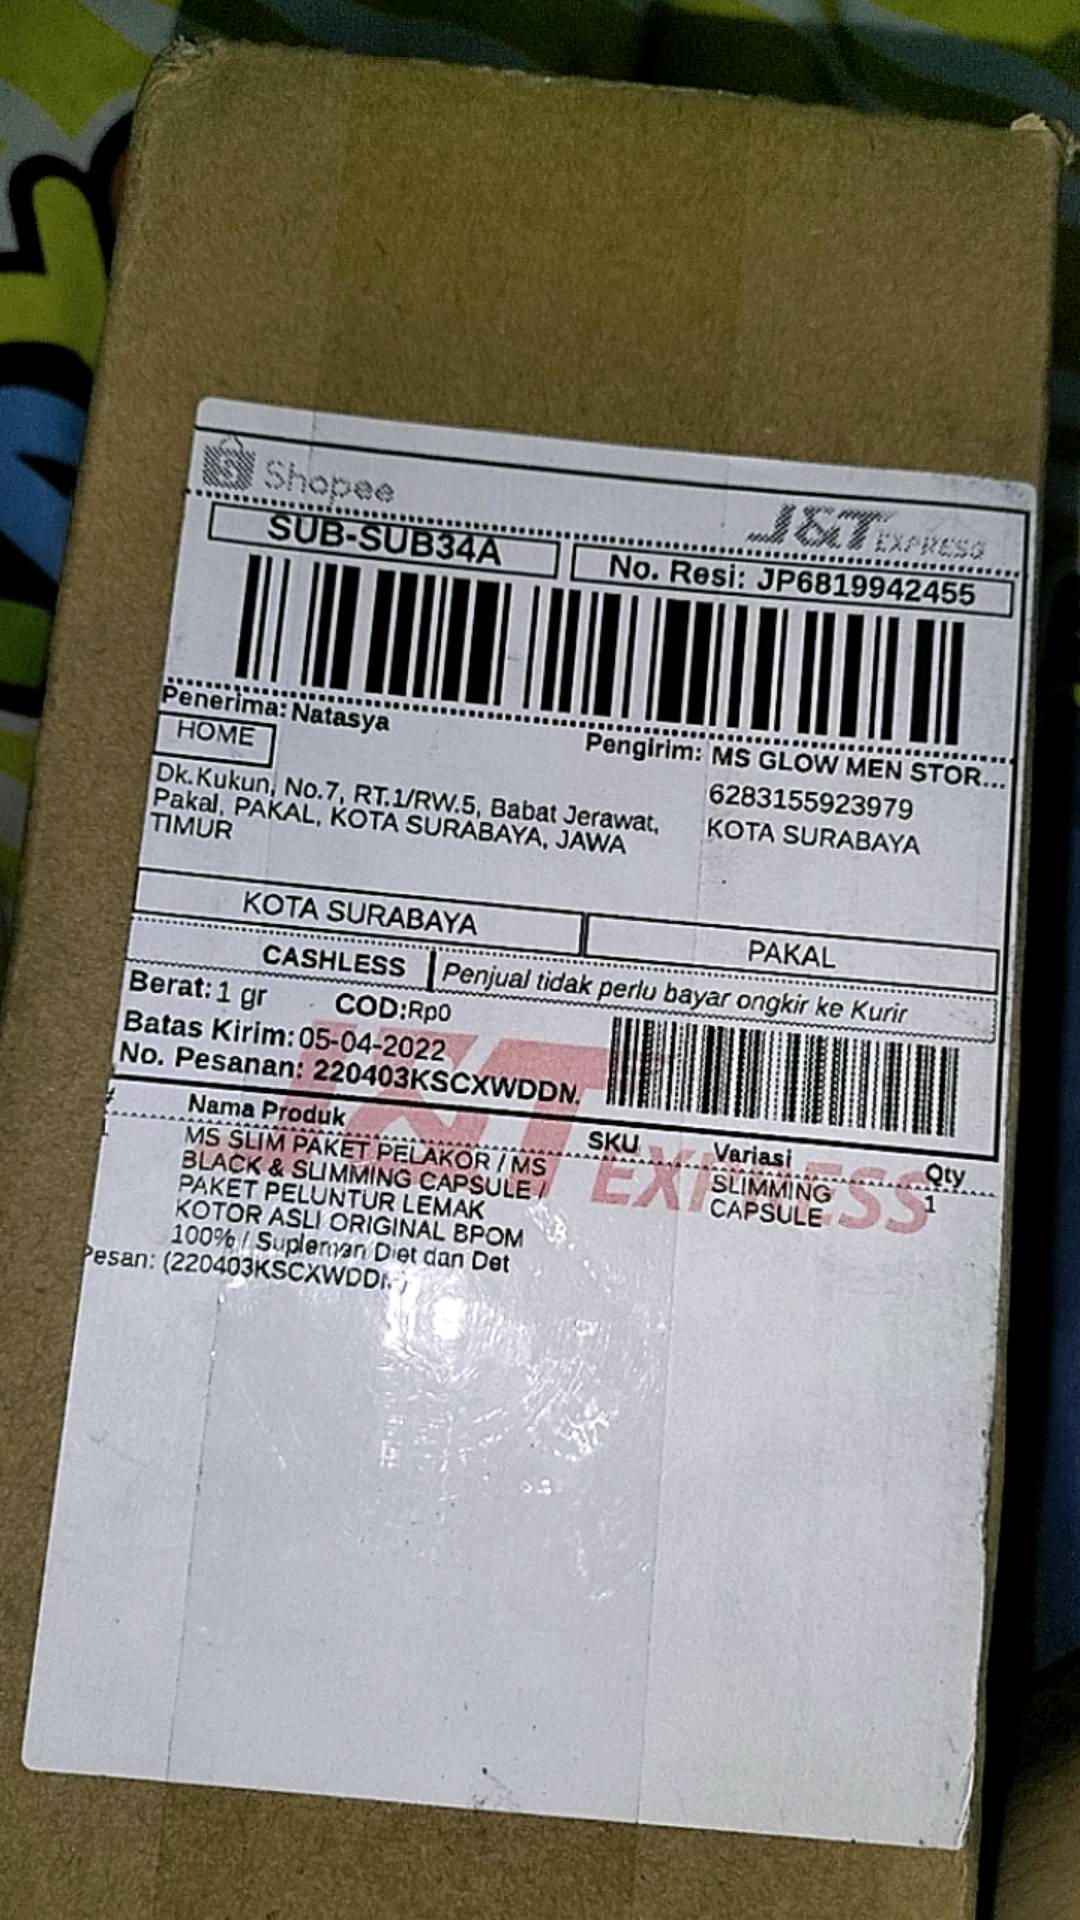 Shopee
J&T EXPRESS
SUB-SUB34A
No. Resi: JP6819942455
Penerima: Natasya
HOME
Dk.Kukun, No.7, RT.1/RW.5, Babat Jerawat,
Pakal, PAKAL, KOTA SURABAYA, JAWA
TIMUR
Pengirim: MS GLOW MEN STOR...
6283155923979
KOTA SURABAYA
KOTA SURABAYA
PAKAL
CASHLESS
Penjual tidak perlu bayar ongkir ke Kurir
Berat: 1 gr
COD:Rp0
Batas Kirim: 05-04-2022
No. Pesanan: 220403KSCXWDDN.
J&T EXPRESS
# Nama Produk SKU Variasi Qty
1
MS SLIM PAKET PELAKOR / MS
BLACK & SLIMMING CAPSULE /
PAKET PELUNTUR LEMAK
KOTOR ASLI ORIGINAL BPOM
100% / Suplemen Diet dan Det
SLIMMING
CAPSULE
1
Pesan: